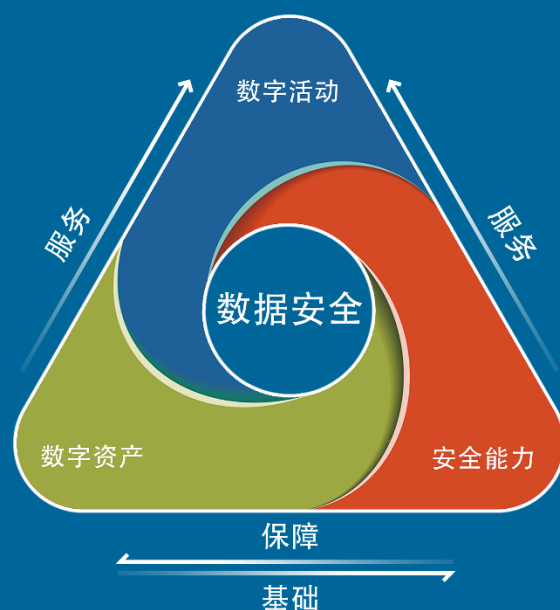 数字活动
服务
服务
数据安全
数字资产
安全能力
保障
基础